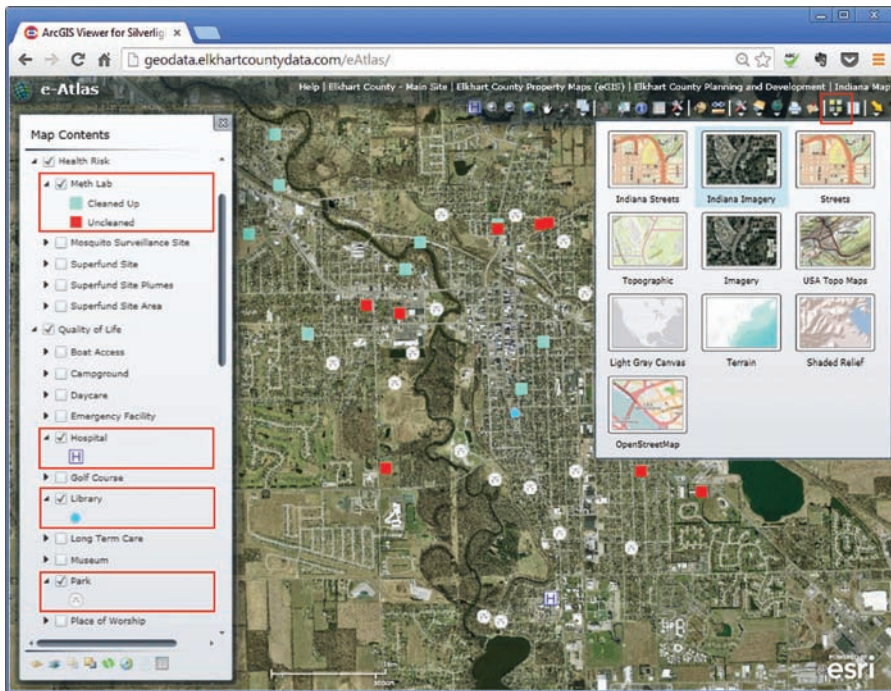 ArcGIS Viewer for Silverlig
geodata.elkhartcountydata.com/eAtlas/
ABC
e-Atlas
Help | Elkhart County - Main Site | Elkhart County Property Maps (eGIS) | Elkhart County Planning and Development | Indiana Map
Map Contents
Health Risk
Meth Lab
Cleaned Up
Uncleaned
Mosquito Surveillance Site
Superfund Site
Superfund Site Plumes
Superfund Site Area
Quality of Life
Boat Access
Campground
Daycare
Emergency Facility
Hospital
H
Golf Course
Library
Long Term Care
Museum
Park
Place of Worship
Indiana Streets
Indiana Imagery
Streets
Topographic
Imagery
USA Topo Maps
Light Gray Canvas
Terrain
Shaded Relief
OpenStreetMap
H
POWERED BY
esri